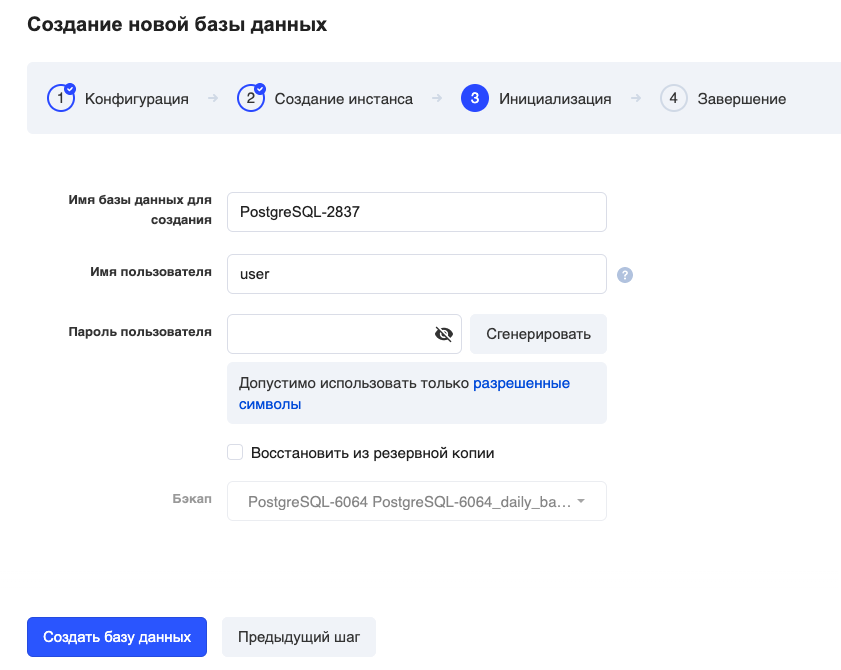 Создание новой базы данных
1 Конфигурация → 2 Создание инстанса → 3 Инициализация → 4 Завершение
Имя базы данных для
создания
PostgreSQL-2837
Имя пользователя
user
?
Пароль пользователя
Сгенерировать
Допустимо использовать только разрешенные
символы
Восстановить из резервной копии
Бэкап
PostgreSQL-6064 PostgreSQL-6064_daily_ba…
Создать базу данных
Предыдущий шаг